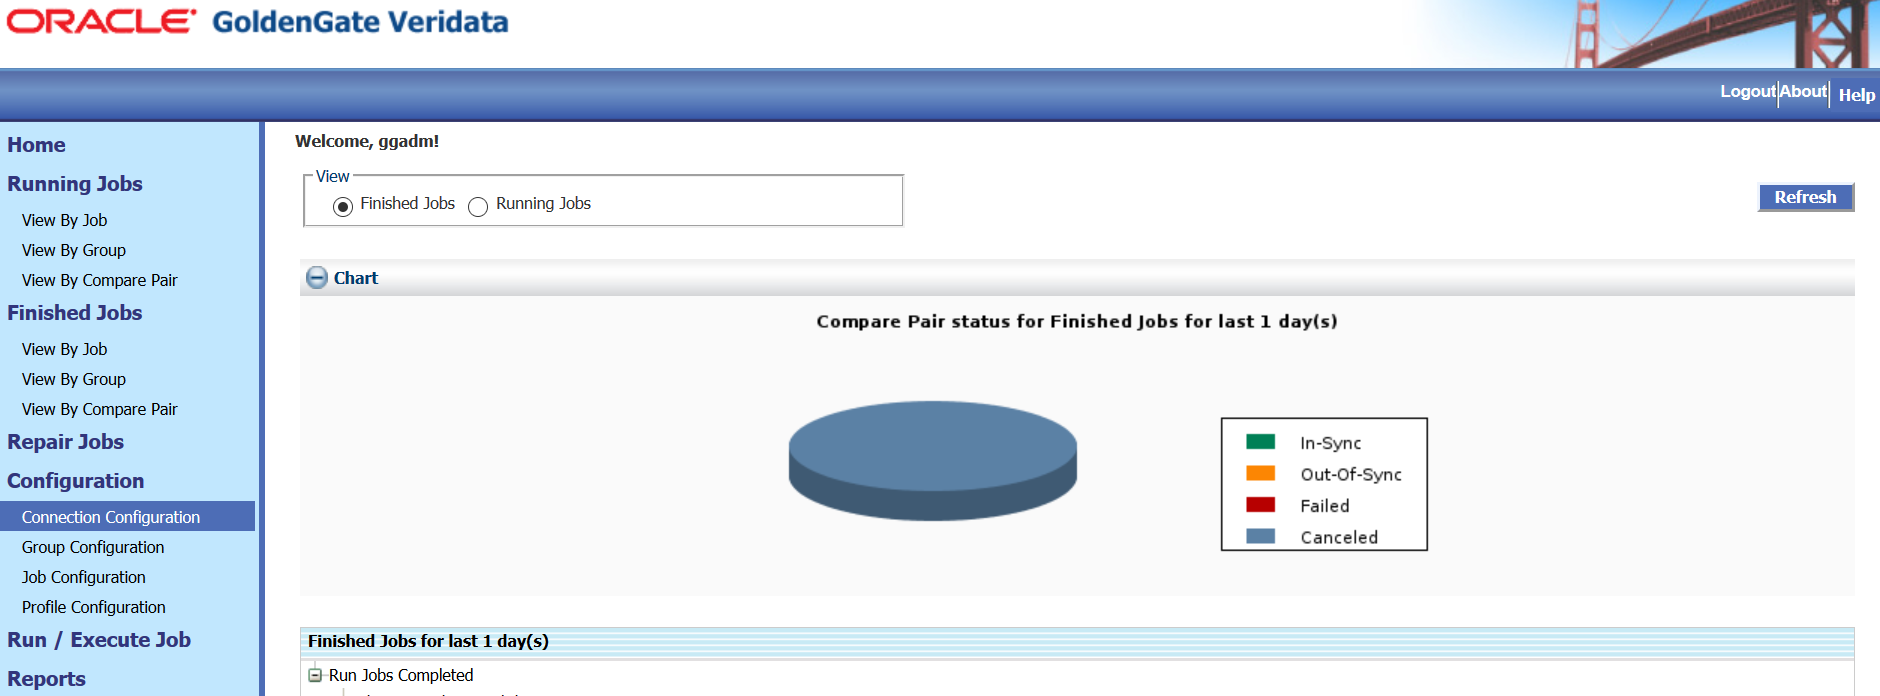 ORACLE GoldenGate Veridata
Logout About Help
Home
Running Jobs
View By Job
View By Group
View By Compare Pair
Finished Jobs
View By Job
View By Group
View By Compare Pair
Repair Jobs
Configuration
Connection Configuration
Group Configuration
Job Configuration
Profile Configuration
Run / Execute Job
Reports
Welcome, ggadm!
View
Finished Jobs Running Jobs
Refresh
Chart
Compare Pair status for Finished Jobs for last 1 day(s)
In-Sync
Out-Of-Sync
Failed
Canceled
Finished Jobs for last 1 day(s)
Run Jobs Completed